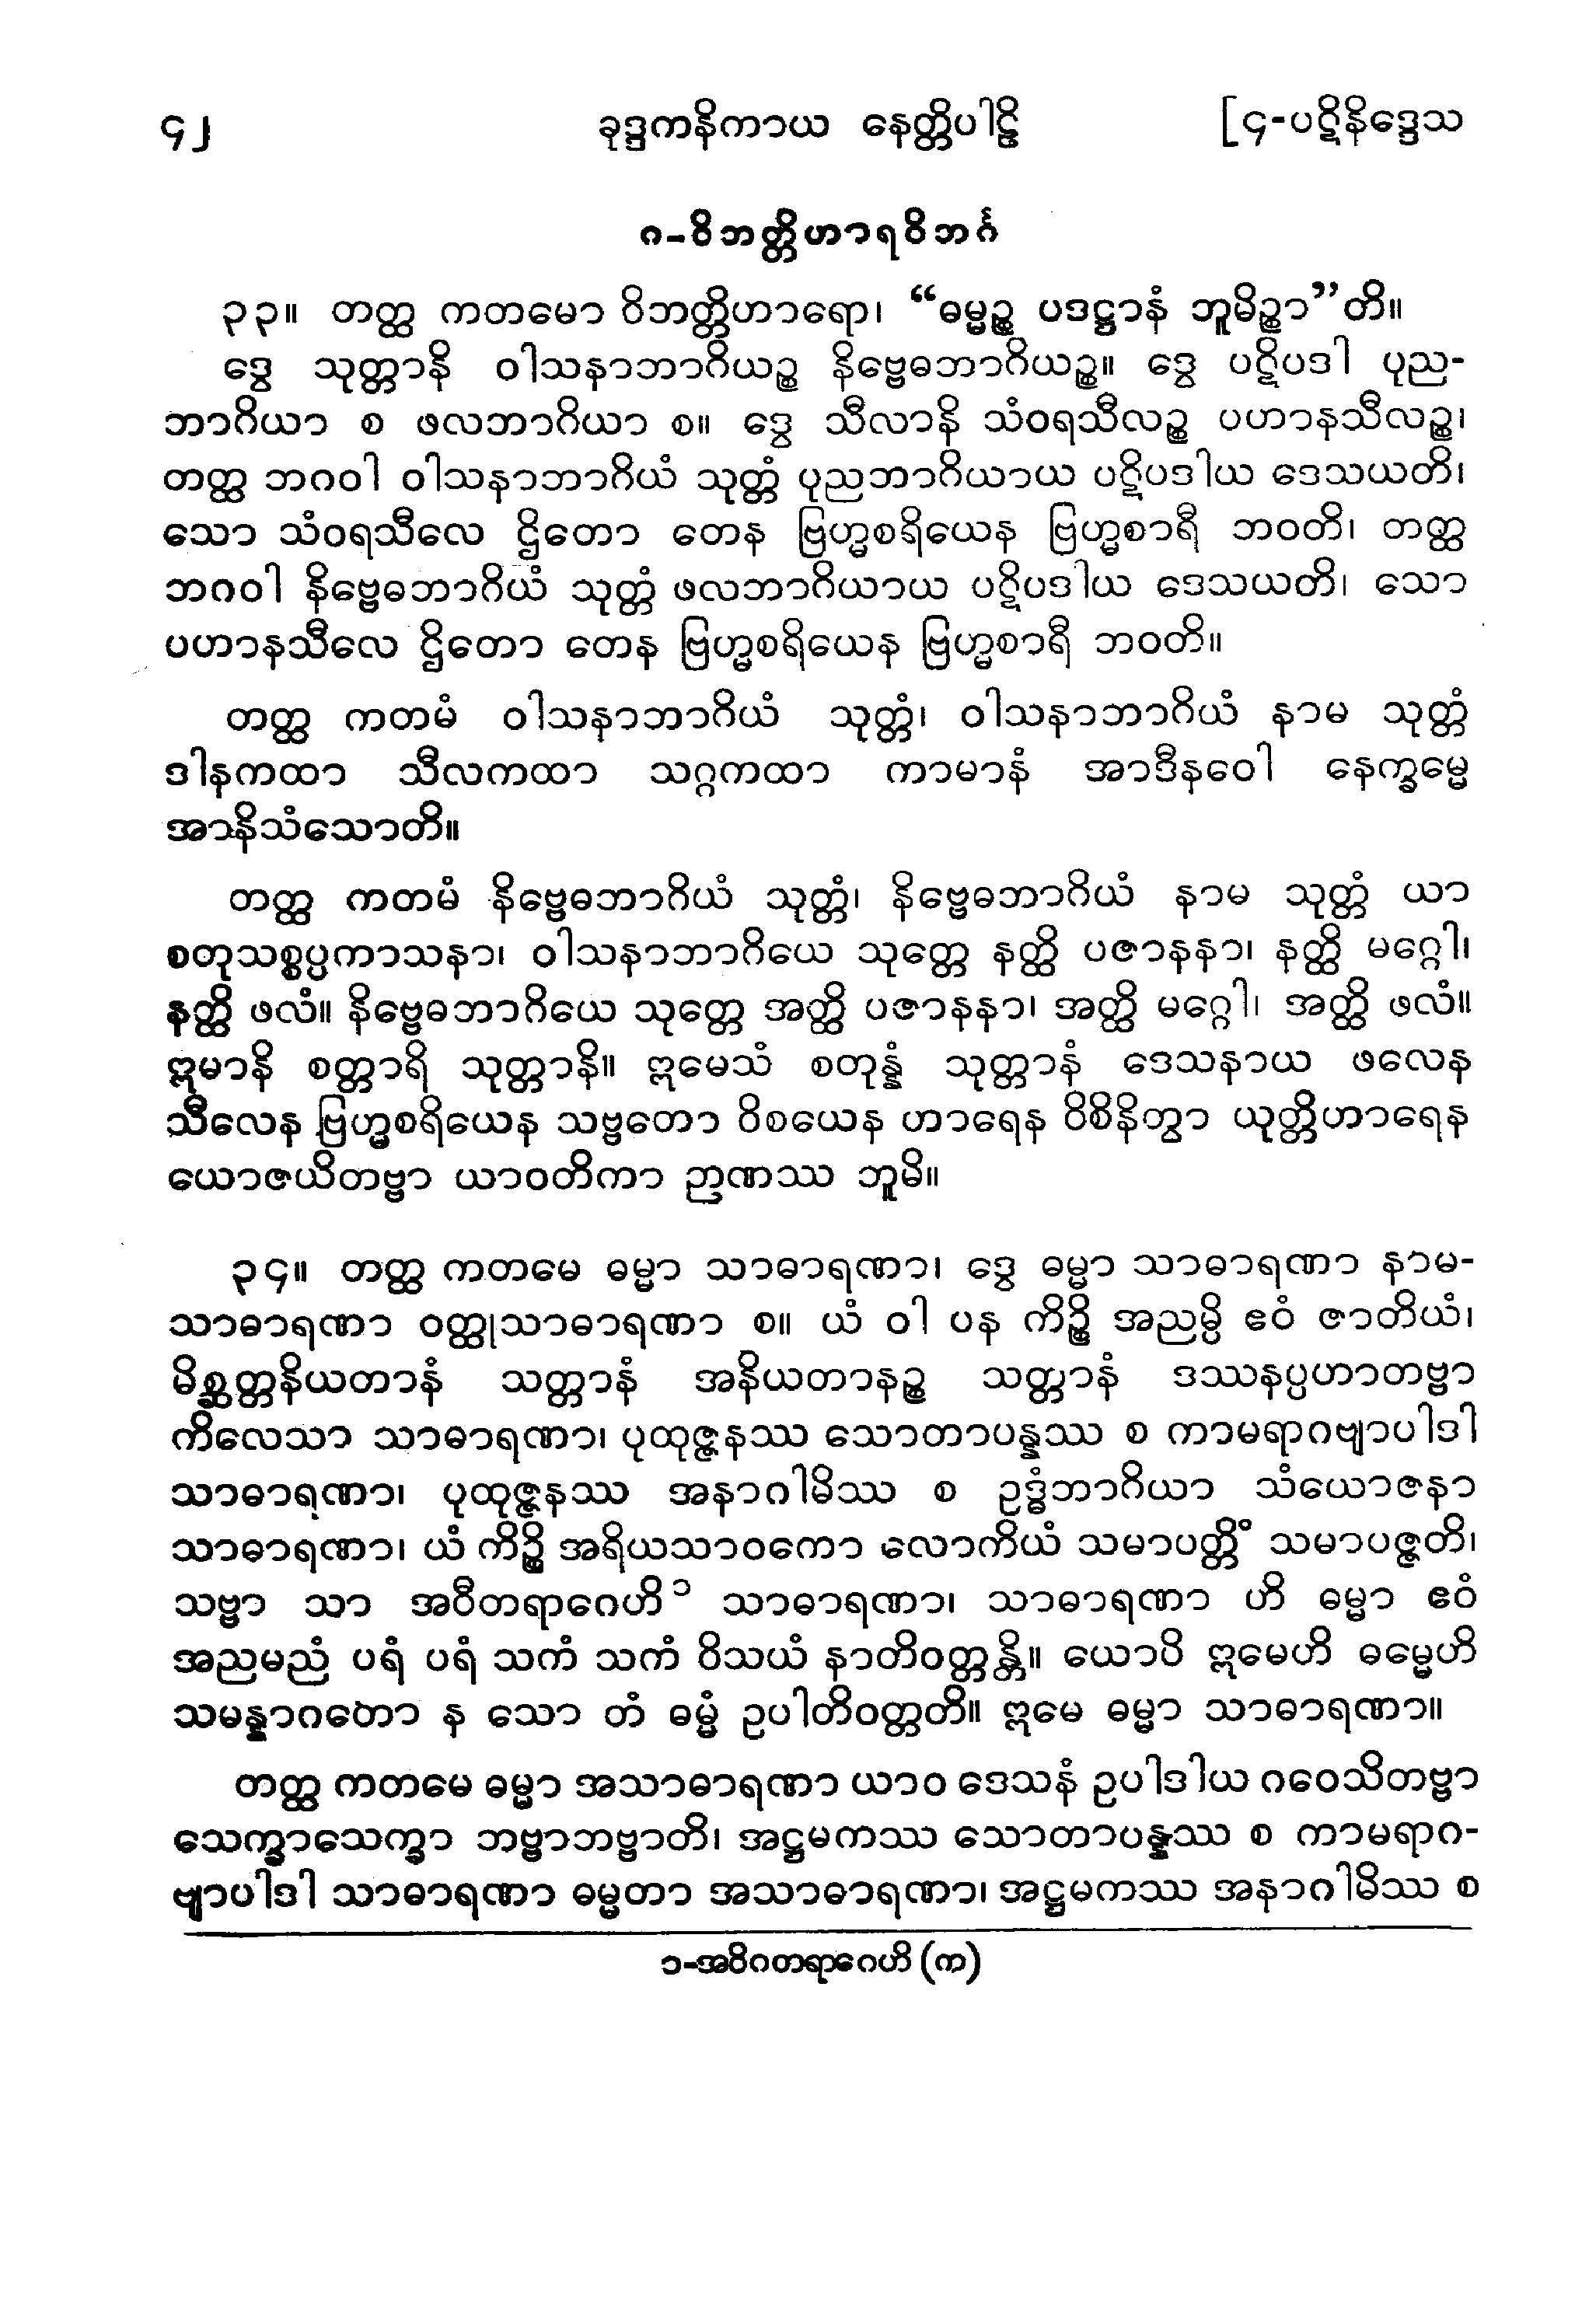 ၄၂ ခုဒ္ဒကနိကာယ နေတ္တိပါဠိ [၄-ပဋိနိဒ္ဒေသ
ဂ-ဝိဘတ္တိဟာရဝိဘင်္ဂ
၃၃။ တတ္ထ ကတမော ဝိဘတ္တိဟာရော၊ “ဓမ္မဉ္စ ပဒဋ္ဌာနံ ဘူမိဉ္စာ”တိ။
ဒွေ သုတ္တာနိ ဝါသနာဘာဂိယဉ္စ နိဗ္ဗေဓဘာဂိယဉ္စ။ ဒွေ ပဋိပဒါ ပုည-
ဘာဂိယာ စ ဖလဘာဂိယာ စ။ ဒွေ သီလာနိ သံဝရသီလဉ္စ ပဟာနသီလဉ္စ၊
တတ္ထ ဘဂဝါ ဝါသနာဘာဂိယံ သုတ္တံ ပုညဘာဂိယာယ ပဋိပဒါယ ဒေသယတိ၊
သော သံဝရသီလေ ဌိတော တေန ဗြဟ္မစရိယေန ဗြဟ္မစာရီ ဘဝတိ၊ တတ္ထ
ဘဂဝါ နိဗ္ဗေဓဘာဂိယံ သုတ္တံ ဖလဘာဂိယာယ ပဋိပဒါယ ဒေသယတိ၊ သော
ပဟာနသီလေ ဌိတော တေန ဗြဟ္မစရိယေန ဗြဟ္မစာရီ ဘဝတိ။
တတ္ထ ကတမံ ဝါသနာဘာဂိယံ သုတ္တံ၊ ဝါသနာဘာဂိယံ နာမ သုတ္တံ
ဒါနကထာ သီလကထာ သဂ္ဂကထာ ကာမာနံ အာဒီနဝေါ နေက္ခမ္မေ
အာနိသံသောတိ။
တတ္ထ ကတမံ နိဗ္ဗေဓဘာဂိယံ သုတ္တံ၊ နိဗ္ဗေဓဘာဂိယံ နာမ သုတ္တံ ယာ
စတုသစ္စပ္ပကာသနာ၊ ဝါသနာဘာဂိယေ သုတ္တေ နတ္ထိ ပဇာနနာ၊ နတ္ထိ မဂ္ဂေါ၊
နတ္ထိ ဖလံ။ နိဗ္ဗေဓဘာဂိယေ သုတ္တေ အတ္ထိ ပဇာနနာ၊ အတ္ထိ မဂ္ဂေါ၊ အတ္ထိ ဖလံ။
ဣမာနိ စတ္တာရိ သုတ္တာနိ။ ဣမေသံ စတုန္နံ သုတ္တာနံ ဒေသနာယ ဖလေန
သီလေန ဗြဟ္မစရိယေန သဗ္ဗတော ဝိစယေန ဟာရေန ဝိစိနိတွာ ယုတ္တိဟာရေန
ယောဇယိတဗ္ဗာ ယာဝတိကာ ဉာဏဿ ဘူမိ။
၃၄။ တတ္ထ ကတမေ ဓမ္မာ သာဓာရဏာ၊ ဒွေ ဓမ္မာ သာဓာရဏာ နာမ-
သာဓာရဏာ ဝတ္ထုသာဓာရဏာ စ။ ယံ ဝါ ပန ကိဉ္စိ အညမ္ပိ ဧဝံ ဇာတိယံ၊
မိစ္ဆတ္တနိယတာနံ သတ္တာနံ အနိယတာနဉ္စ သတ္တာနံ ဒဿနပ္ပဟာတဗ္ဗာ
ကိလေသာ သာဓာရဏာ၊ ပုထုဇ္ဇနဿ သောတာပန္နဿ စ ကာမရာဂဗျာပါဒါ
သာဓာရဏာ၊ ပုထုဇ္ဇနဿ အနာဂါမိဿ စ ဥဒ္ဓံဘာဂိယာ သံယောဇနာ
သာဓာရဏာ၊ ယံ ကိဉ္စိ အရိယသာဝကော လောကိယံ သမာပတ္တိံ သမာပဇ္ဇတိ၊
သဗ္ဗာ သာ အဝီတရာဂေဟိ ၁ သာဓာရဏာ၊ သာဓာရဏာ ဟိ ဓမ္မာ ဧဝံ
အညမညံ ပရံ ပရံ သကံ သကံ ဝိသယံ နာတိဝတ္တန္တိ။ ယောပိ ဣမေဟိ ဓမ္မေဟိ
သမန္နာဂတော န သော တံ ဓမ္မံ ဥပါတိဝတ္တတိ။ ဣမေ ဓမ္မာ သာဓာရဏာ။
တတ္ထ ကတမေ ဓမ္မာ အသာဓာရဏာ ယာဝ ဒေသနံ ဥပါဒါယ ဂဝေသိတဗ္ဗာ
သေက္ခာသေက္ခာ ဘဗ္ဗာဘဗ္ဗာတိ၊ အဋ္ဌမကဿ သောတာပန္နဿ စ ကာမရာဂ-
ဗျာပါဒါ သာဓာရဏာ ဓမ္မတာ အသာဓာရဏာ၊ အဋ္ဌမကဿ အနာဂါမိဿ စ
၁-အဝိဂတရာဂေဟိ (က)